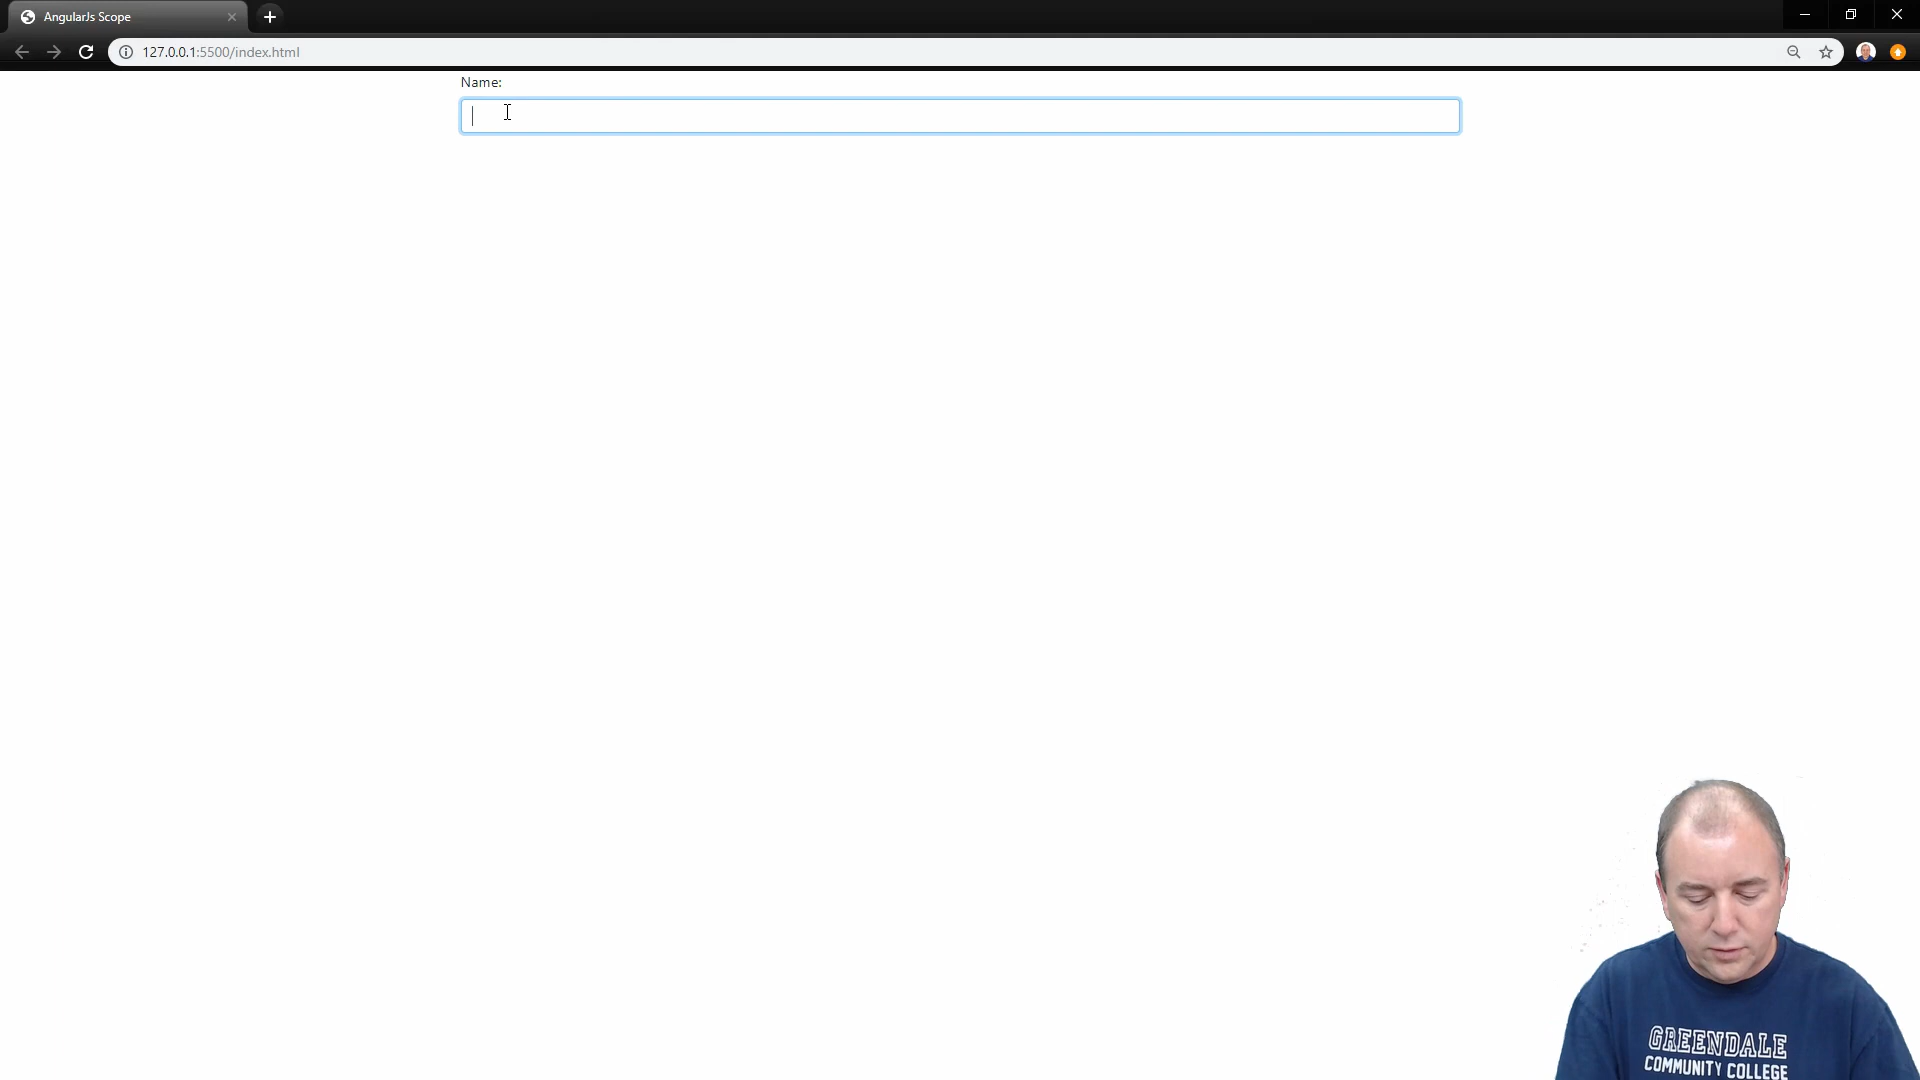 AngularJs Scope
127.0.0.1:5500/index.html
Name:
GREENDALE
COMMUNITY COLLEGE